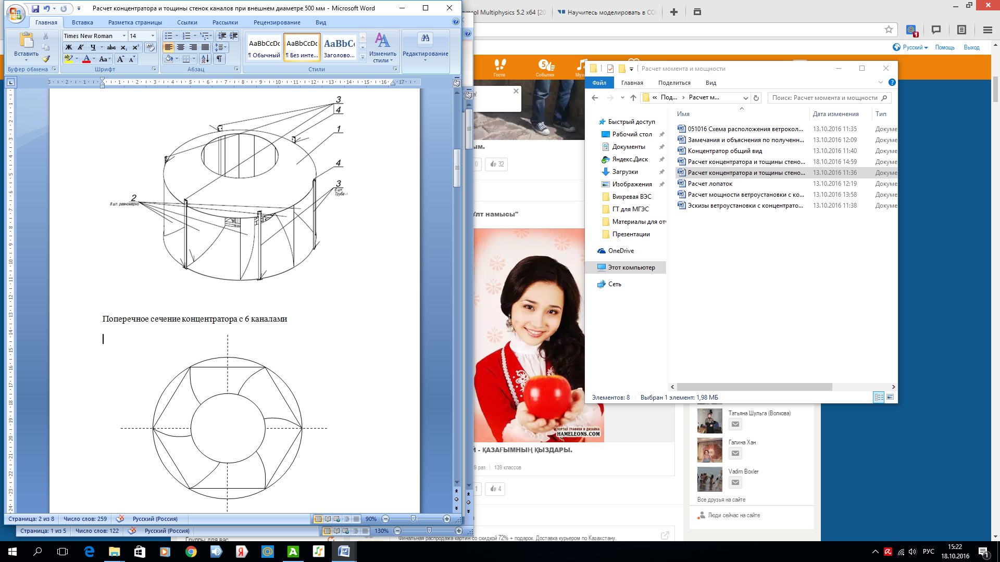 Расчет концентратора и тощины стенок каналов при внешнем диаметре 500 мм - Microsoft Word
Главная
Вставка
Разметка страницы
Ссылки
Рассылки
Рецензирование
Вид
Вставить
Times New Roman
14
Ж К Ч abc x₂ x²
Aa
AaBbCcDc
AaBbCcDc
AaBbC
¶ Обычный
¶ Без инте...
Заголово...
Изменить
стили
Редактирование
Буфер обмена
Шрифт
Абзац
Стили
3
4
1
4
3
6 шт.
Труба
2
8 шт, равномерно
Поперечное сечение концентратора с 6 каналами
Страница: 2 из 8
Число слов: 259
Русский (Россия)
90%
Страница: 1 из 5
Число слов: 122
Русский (Россия)
130%
omsol Multiphysics 5.2 x64 [20
Научитесь моделировать в CO
Русский
Помощь
Выход
Гости
5
События
Музы
ым.
0
32
Ұлт намысы"
ПОРТАЛ ГРАФИКИ И ДИЗАЙНА
HAMELEONS.COM
Й - ҚАЗАҒЫМНЫҢ ҚЫЗДАРЫ.
9 раз
139 классов
1
4
Группы для вас
Финальная распродажа картин со скидкой 72% + подарок. Доставка курьером по Казахстану.
Расчет момента и мощности
Файл
Главная
Поделиться
Вид
« Под... › Расчет м...
Поиск: Расчет момента и мощности
Имя
Дата изменения
Тип
Быстрый доступ
Рабочий стол
Документы
Яндекс.Диск
Загрузки
Изображения
Вихревая ВЭС
ГТ для МГЭС
Материалы для отч
Презентации
OneDrive
Этот компьютер
Сеть
051016 Схема расположения ветрокол... 13.10.2016 11:35 Докуме
Замечания и объяснения по полученн... 13.10.2016 12:09 Докуме
Концентратор общий вид 13.10.2016 11:40 Докуме
Расчет концентратора и тощины стено... 18.10.2016 14:59 Докуме
Расчет концентратора и тощины стено... 13.10.2016 11:36 Докуме
Расчет лопаток 13.10.2016 12:19 Докуме
Расчет мощности ветроустановки с ко... 13.10.2016 13:58 Докуме
Эскизы ветроустановки с концентрато... 13.10.2016 11:38 Докуме
Элементов: 8
Выбран 1 элемент: 1,98 МБ
Татьяна Шульга (Волкова)
Галина Хан
Vadim Boxler
Все друзья на сайте
Люди сейчас на сайте
РУС
15:22
18.10.2016
1